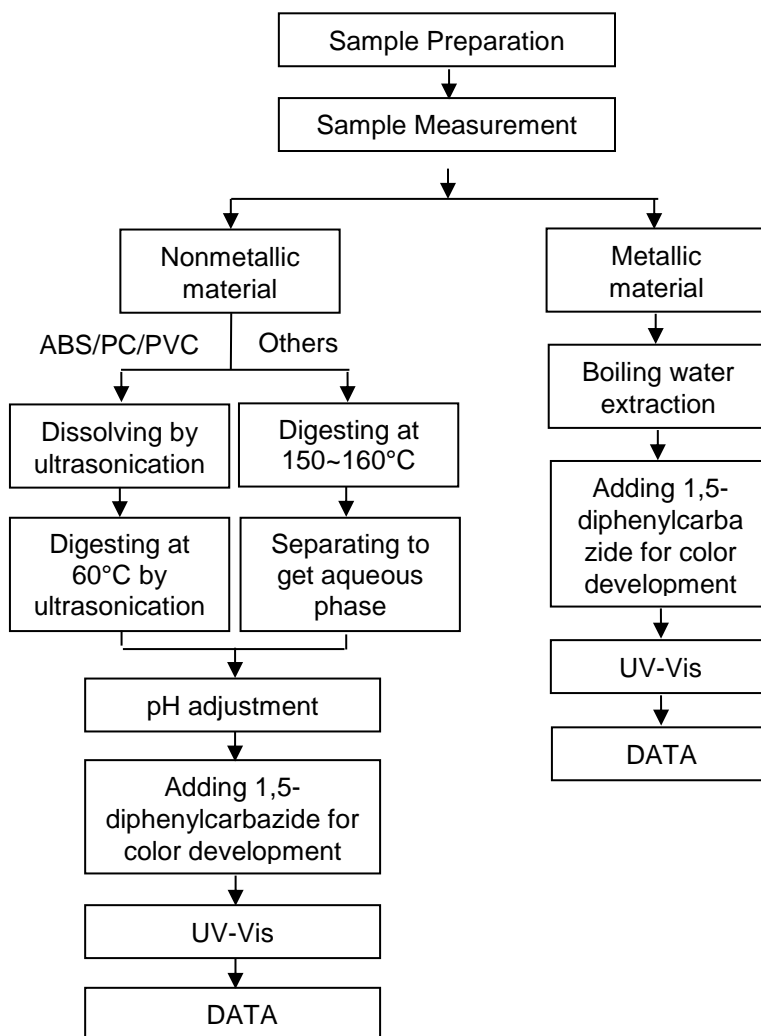 Sample Preparation
Sample Measurement
Nonmetallic
material
Metallic
material
ABS/PC/PVC
Others
Boiling water
extraction
Dissolving by
ultrasonication
Digesting at
150~160°C
Adding 1,5-
diphenylcarba
zide for color
development
Digesting at
60°C by
ultrasonication
Separating to
get aqueous
phase
UV-Vis
pH adjustment
DATA
Adding 1,5-
diphenylcarbazide for
color development
UV-Vis
DATA